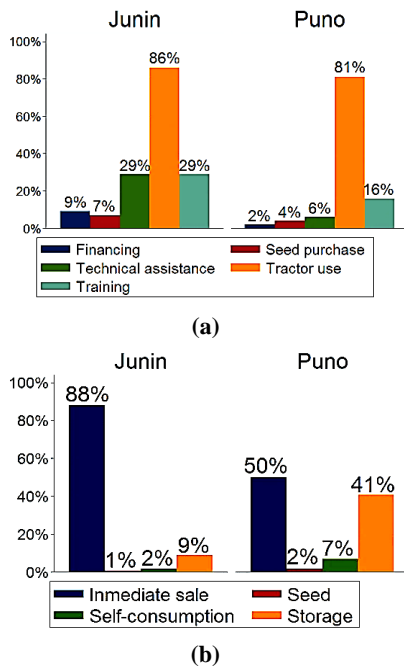 Junin Puno
100%
80%
60%
40%
20%
0%
9% 7% 29% 86% 29%
2% 4% 6% 81% 16%
Financing Seed purchase
Technical assistance Tractor use
Training
(a)
Junin Puno
100%
80%
60%
40%
20%
0%
88% 1% 2% 9%
50% 2% 7% 41%
Inmediate sale Seed
Self-consumption Storage
(b)